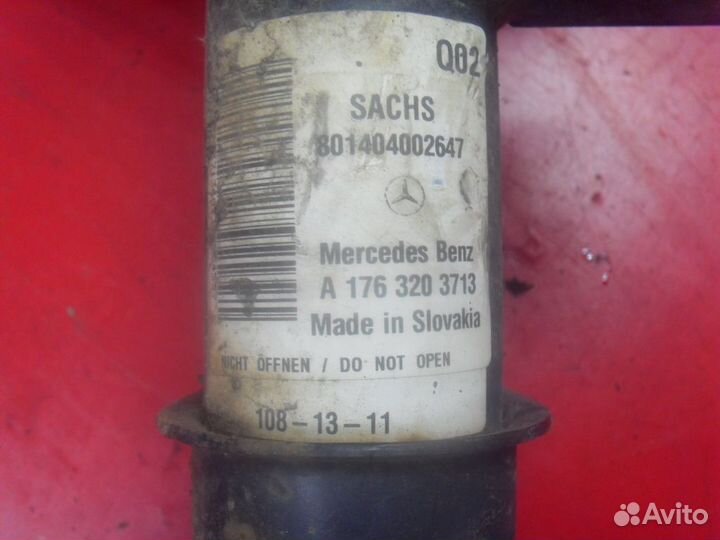 Q02
SACHS
801404002647
Mercedes Benz
A 176 320 3713
Made in Slovakia
NICHT ÖFFNEN / DO NOT OPEN
108-13-11
Avito